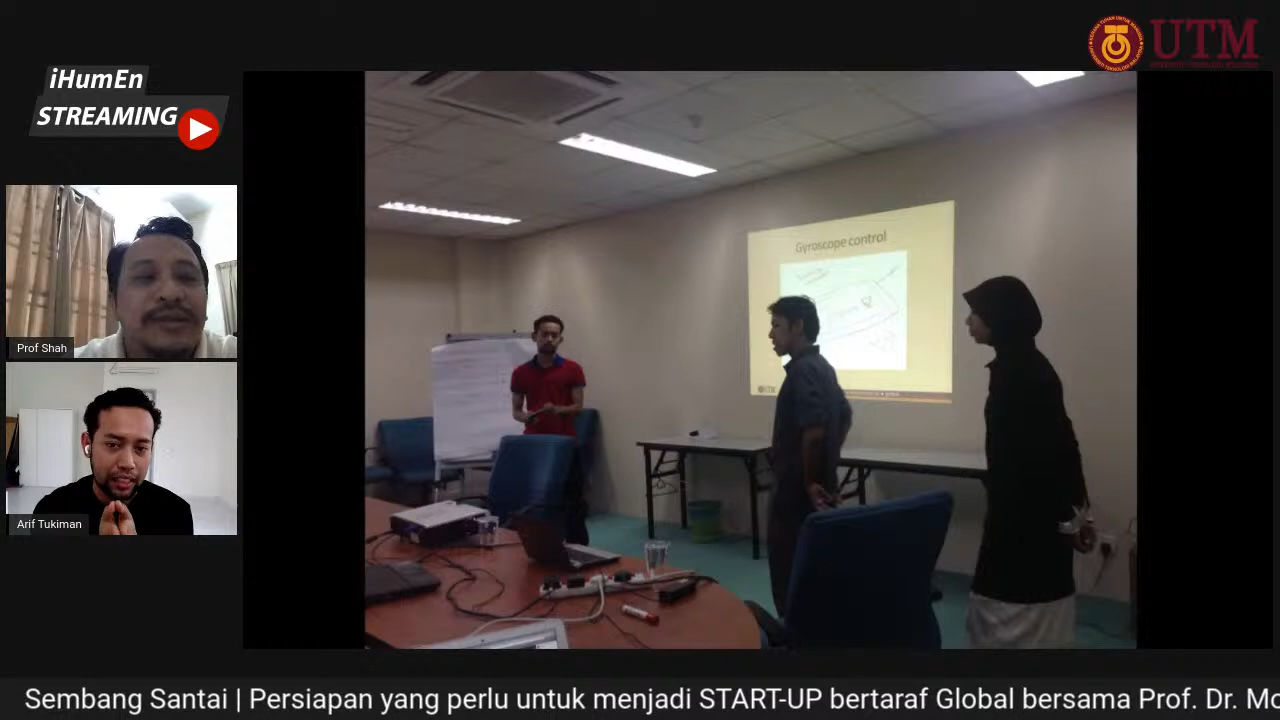 iHumEn
STREAMING
UTM
Prof Shah
Arif Tukiman
Gyroscope control
UTM
Sembang Santai | Persiapan yang perlu untuk menjadi START-UP bertaraf Global bersama Prof. Dr. Mo